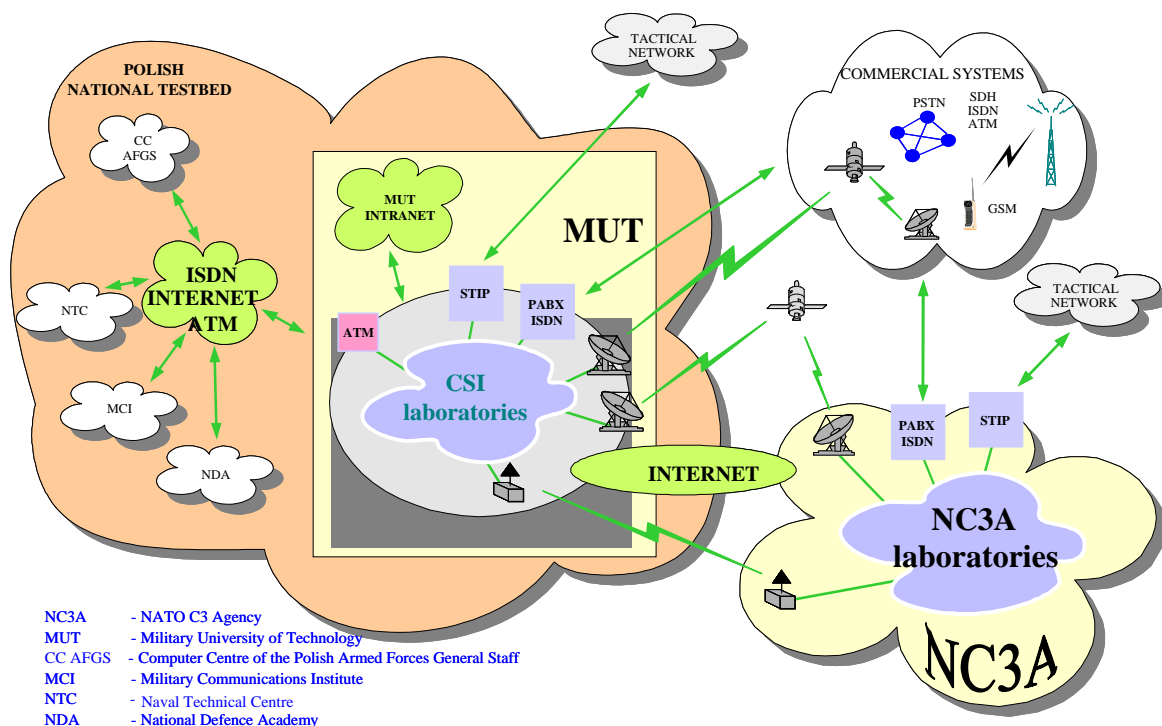 TACTICAL
NETWORK
POLISH
NATIONAL TESTBED
COMMERCIAL SYSTEMS
PSTN
SDH
ISDN
ATM
GSM
CC
AFGS
MUT
INTRANET
MUT
ISDN
INTERNET
ATM
NTC
MCI
NDA
STIP
PABX
ISDN
ATM
CSI
laboratories
TACTICAL
NETWORK
INTERNET
PABX
ISDN
STIP
NC3A
laboratories
NC3A
NC3A - NATO C3 Agency
MUT - Military University of Technology
CC AFGS - Computer Centre of the Polish Armed Forces General Staff
MCI - Military Communications Institute
NTC - Naval Technical Centre
NDA - National Defence Academy